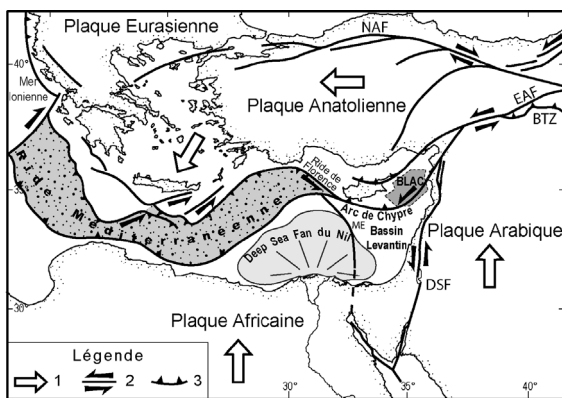 Plaque Eurasienne
NAF
40°
40°
Mer
Ionienne
Plaque Anatolienne
EAF
BTZ
Ride de
Florence
BLAC
Ride Méditerranéenne
Arc de Chypre
ME
Bassin
Levantin
Plaque Arabique
Deep Sea Fan du Nil
DSF
35°
30°
Plaque Africaine
Légende
1
2
3
30°
35°
40°